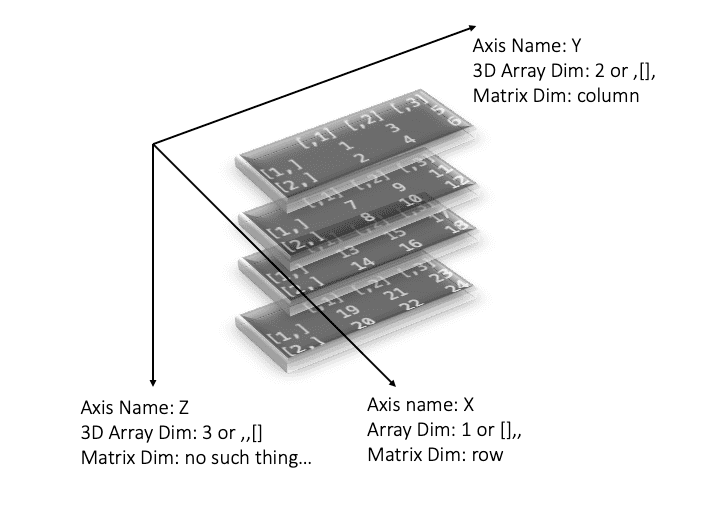 Axis Name: Y
3D Array Dim: 2 or ,[],
Matrix Dim: column
[,1] [,2] [,3]
[1,] 1 3 5
[2,] 2 4 6
[,1] [,2] [,3]
[1,] 7 9 11
[2,] 8 10 12
[,1] [,2] [,3]
[1,] 13 15 17
[2,] 14 16 18
[,1] [,2] [,3]
[1,] 19 21 23
[2,] 20 22 24
Axis Name: Z
3D Array Dim: 3 or ,,[]
Matrix Dim: no such thing…
Axis name: X
Array Dim: 1 or [],,
Matrix Dim: row